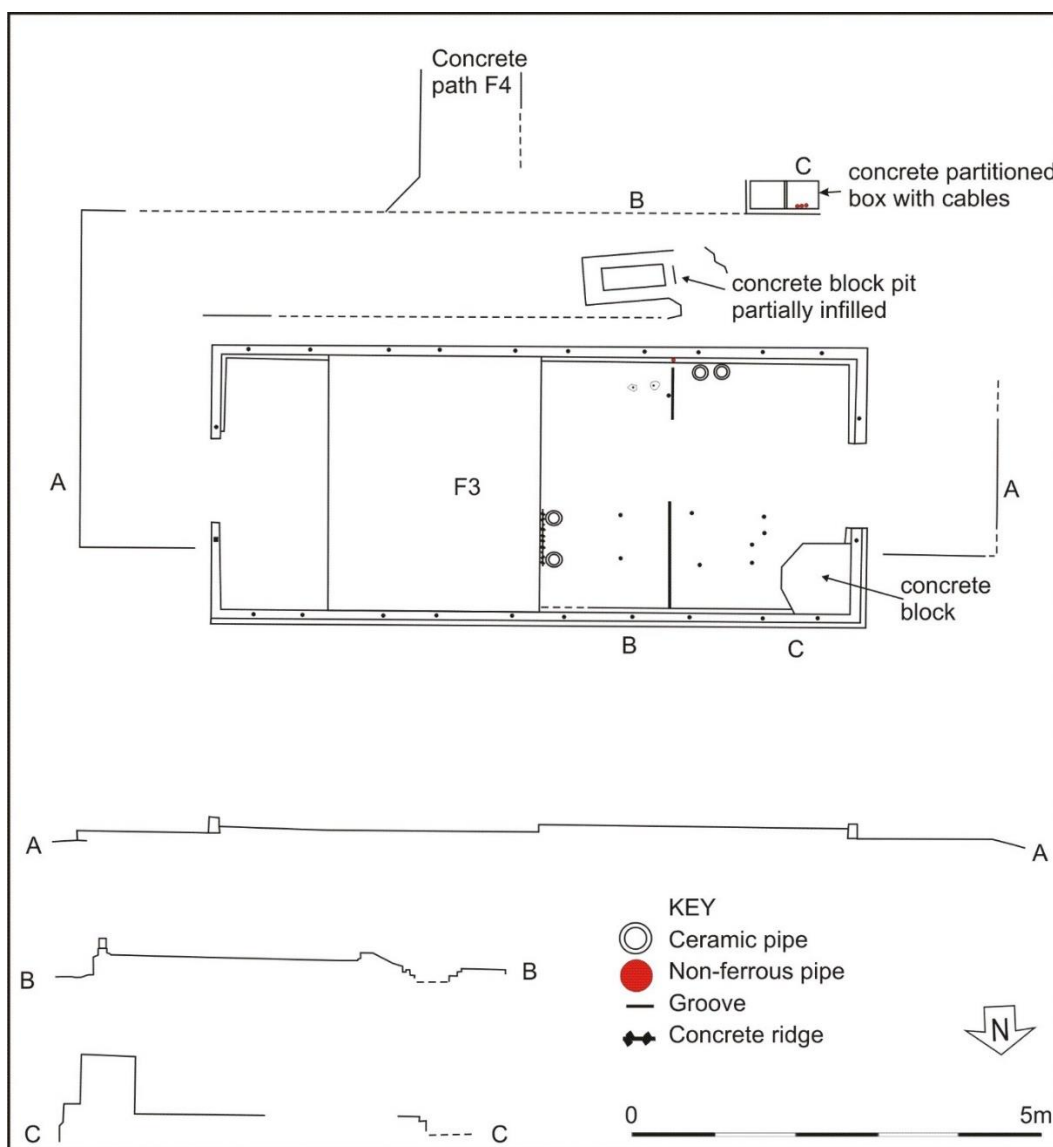 Concrete
path F4
C
concrete partitioned
box with cables
B
concrete block pit
partially infilled
A
F3
A
concrete
block
B
C
A
A
B
B
C
C
KEY
Ceramic pipe
Non-ferrous pipe
Groove
Concrete ridge
N
0
5m